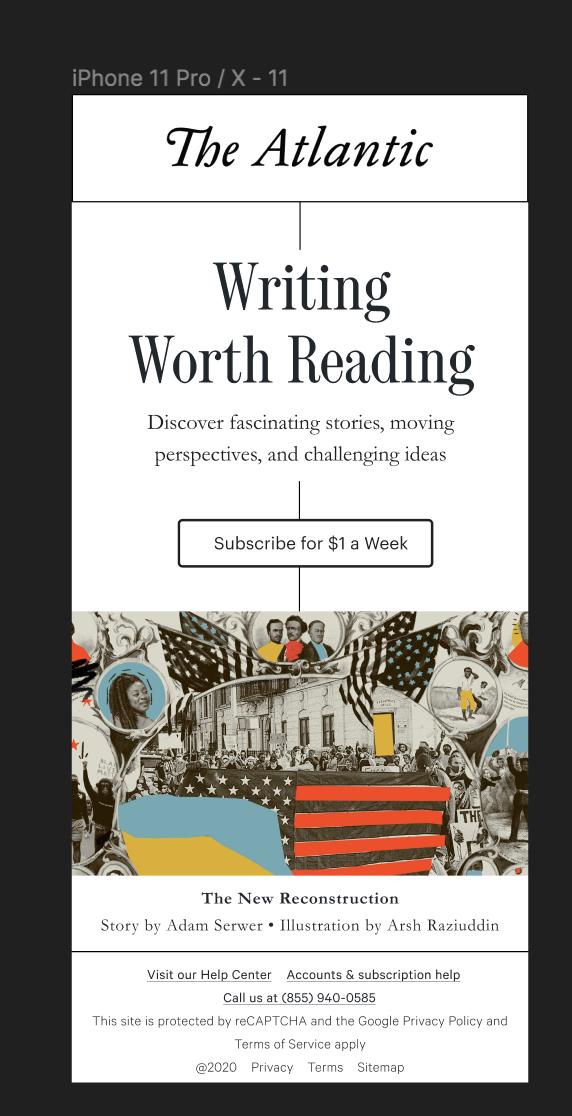 iPhone 11 Pro / X - 11
The Atlantic
Writing
Worth Reading
Discover fascinating stories, moving
perspectives, and challenging ideas
Subscribe for $1 a Week
The New Reconstruction
Story by Adam Serwer • Illustration by Arsh Raziuddin
Visit our Help Center Accounts & subscription help
Call us at (855) 940-0585
This site is protected by reCAPTCHA and the Google Privacy Policy and
Terms of Service apply
@2020 Privacy Terms Sitemap